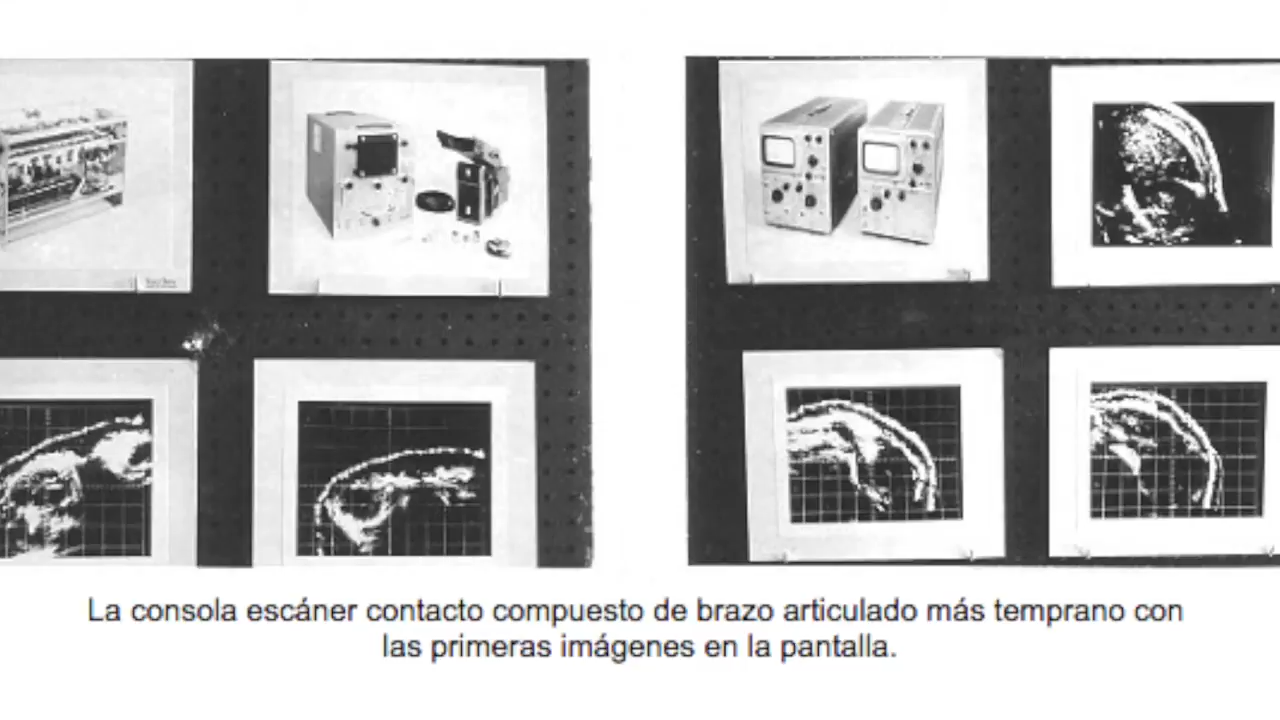 La consola escáner contacto compuesto de brazo articulado más temprano con
las primeras imágenes en la pantalla.